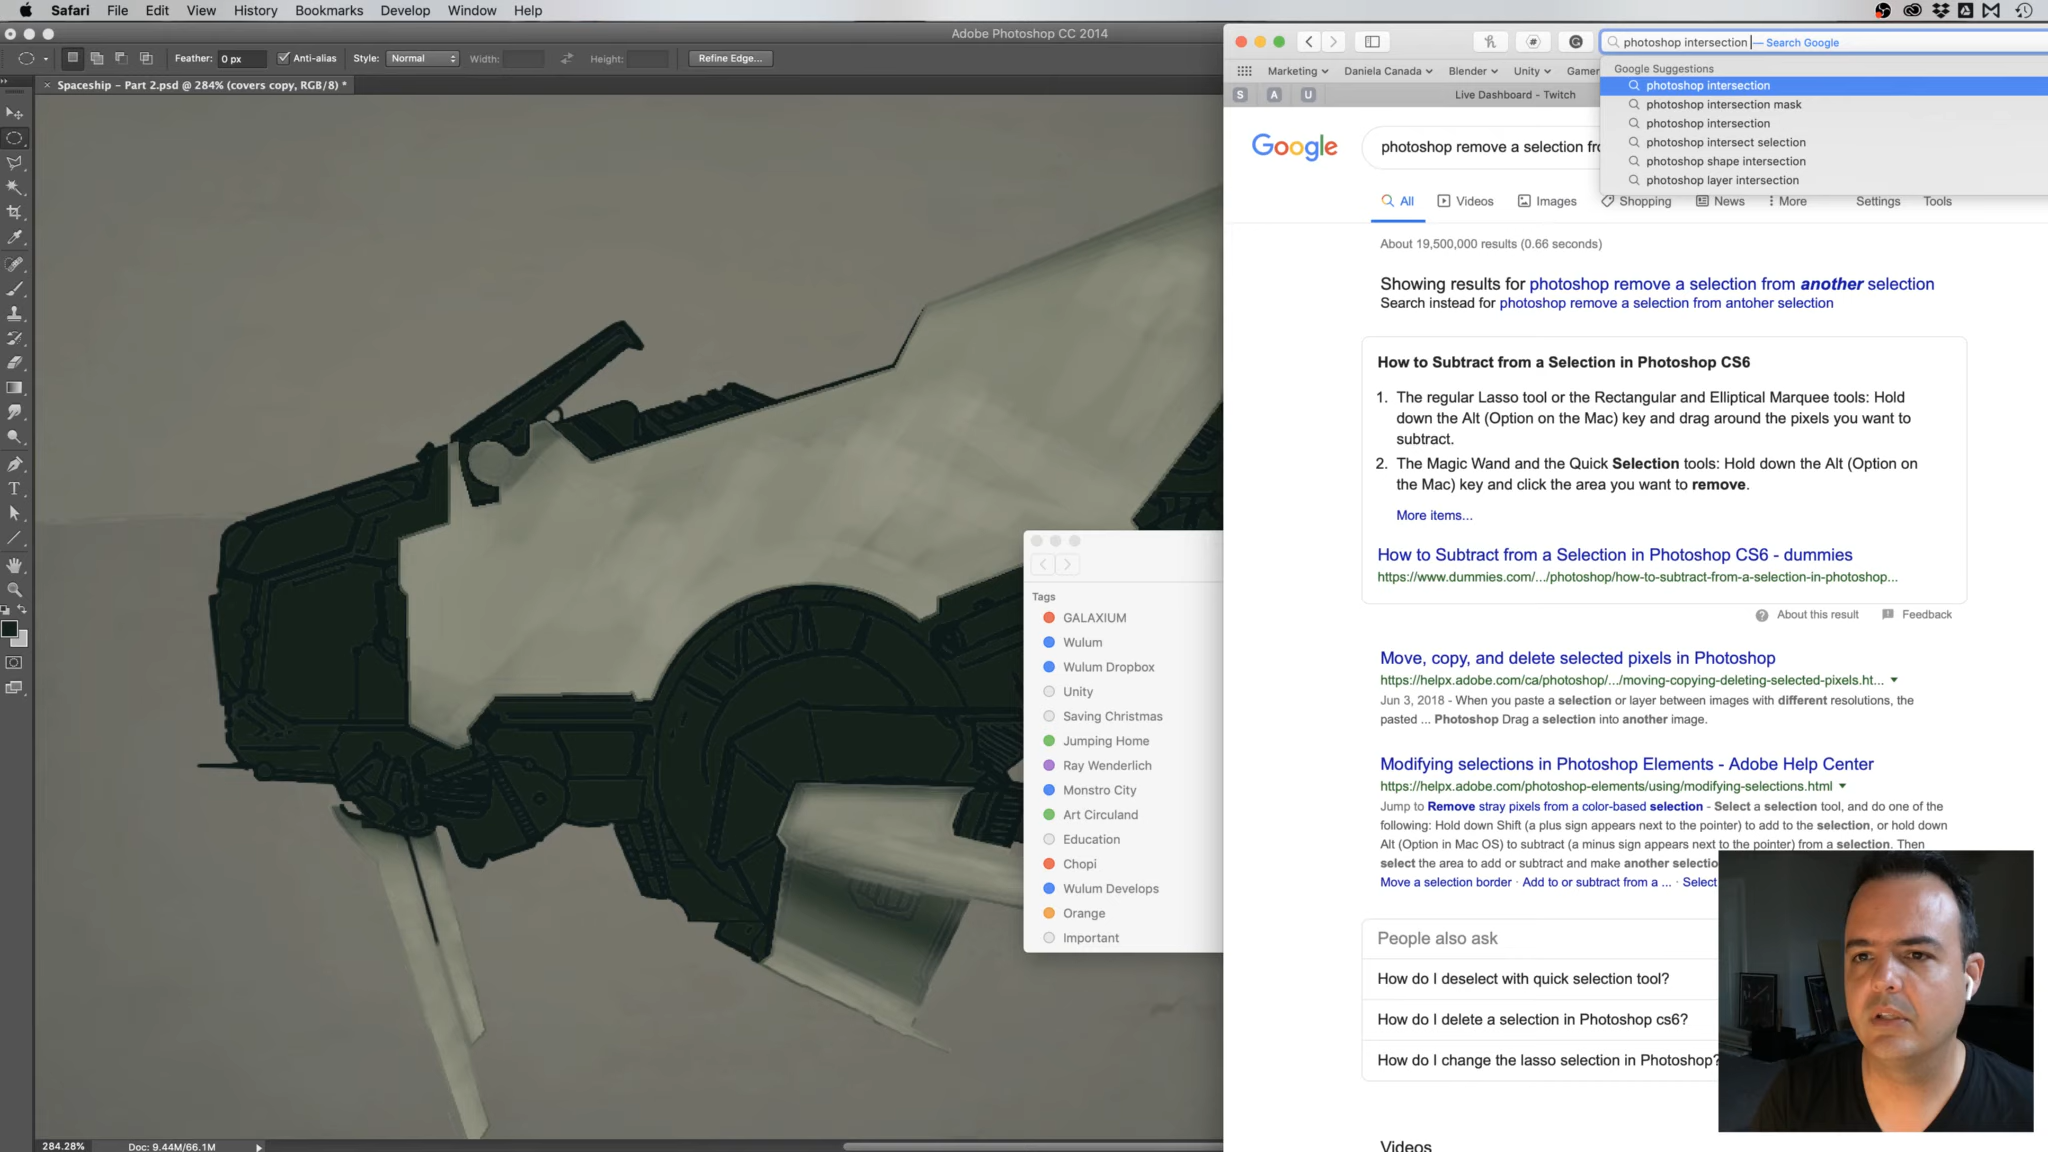 Safari File Edit View History Bookmarks Develop Window Help
Adobe Photoshop CC 2014
Feather: 0 px Anti-alias Style: Normal Width: Height: Refine Edge...
× Spaceship – Part 2.psd @ 284% (covers copy, RGB/8) *
photoshop intersection — Search Google
Google Suggestions
photoshop intersection
photoshop intersection mask
photoshop intersection
photoshop intersect selection
photoshop shape intersection
photoshop layer intersection
Marketing Daniela Canada Blender Unity Gamer
S A U Live Dashboard - Twitch
Google
photoshop remove a selection fro
All Videos Images Shopping News More Settings Tools
About 19,500,000 results (0.66 seconds)
Showing results for photoshop remove a selection from another selection
Search instead for photoshop remove a selection from antoher selection
How to Subtract from a Selection in Photoshop CS6
1. The regular Lasso tool or the Rectangular and Elliptical Marquee tools: Hold
down the Alt (Option on the Mac) key and drag around the pixels you want to
subtract.
2. The Magic Wand and the Quick Selection tools: Hold down the Alt (Option on
the Mac) key and click the area you want to remove.
More items...
How to Subtract from a Selection in Photoshop CS6 - dummies
https://www.dummies.com/.../photoshop/how-to-subtract-from-a-selection-in-photoshop...
About this result Feedback
Move, copy, and delete selected pixels in Photoshop
https://helpx.adobe.com/ca/photoshop/.../moving-copying-deleting-selected-pixels.ht...
Jun 3, 2018 - When you paste a selection or layer between images with different resolutions, the
pasted ... Photoshop Drag a selection into another image.
Modifying selections in Photoshop Elements - Adobe Help Center
https://helpx.adobe.com/photoshop-elements/using/modifying-selections.html
Jump to Remove stray pixels from a color-based selection - Select a selection tool, and do one of the
following: Hold down Shift (a plus sign appears next to the pointer) to add to the selection, or hold down
Alt (Option in Mac OS) to subtract (a minus sign appears next to the pointer) from a selection. Then
select the area to add or subtract and make another selectio
Move a selection border · Add to or subtract from a ... · Select
People also ask
How do I deselect with quick selection tool?
How do I delete a selection in Photoshop cs6?
How do I change the lasso selection in Photoshop?
Videos
Tags
GALAXIUM
Wulum
Wulum Dropbox
Unity
Saving Christmas
Jumping Home
Ray Wenderlich
Monstro City
Art Circuland
Education
Chopi
Wulum Develops
Orange
Important
284.28% Doc: 9.44M/66.1M